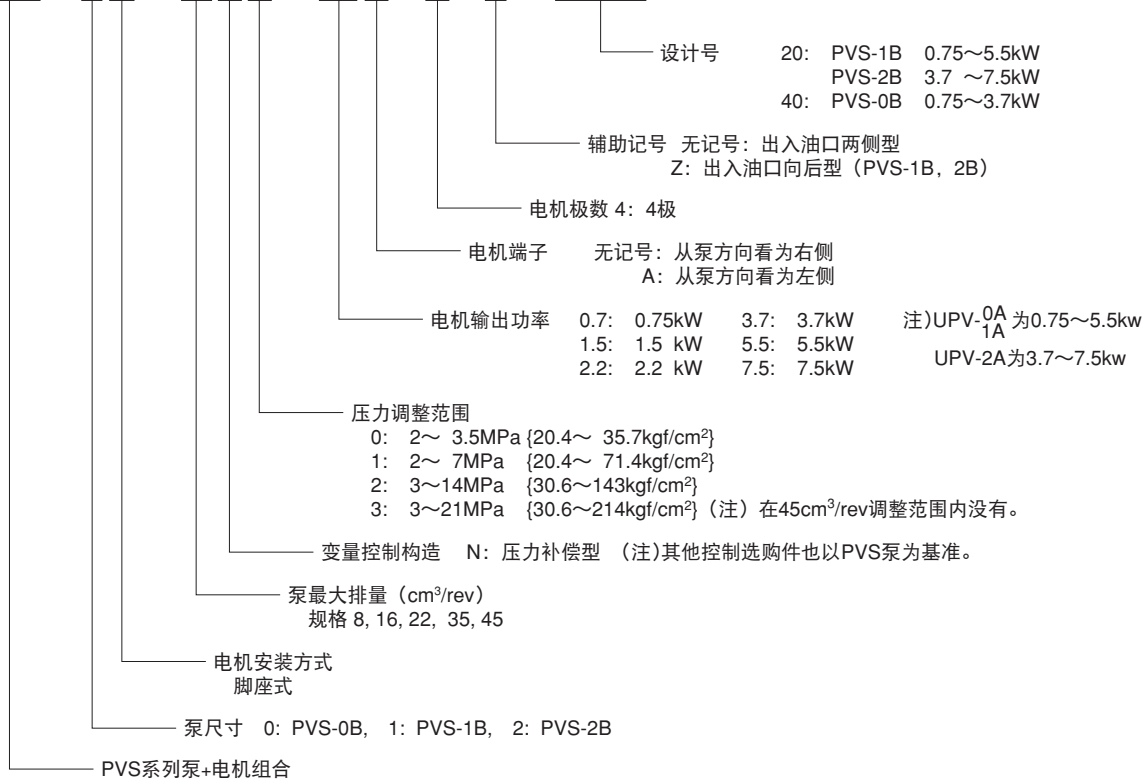 设计号 20: PVS-1B 0.75～5.5kW
PVS-2B 3.7 ～7.5kW
40: PVS-0B 0.75～3.7kW
辅助记号 无记号：出入油口两侧型
Z：出入油口向后型（PVS-1B，2B）
电机极数 4：4极
电机端子 无记号：从泵方向看为右侧
A：从泵方向看为左侧
电机输出功率 0.7: 0.75kW 3.7: 3.7kW 注)UPV-0A/1A 为0.75～5.5kw
1.5: 1.5 kW 5.5: 5.5kW UPV-2A为3.7～7.5kw
2.2: 2.2 kW 7.5: 7.5kW
压力调整范围
0: 2～ 3.5MPa {20.4～ 35.7kgf/cm²}
1: 2～ 7MPa {20.4～ 71.4kgf/cm²}
2: 3～14MPa {30.6～143kgf/cm²}
3: 3～21MPa {30.6～214kgf/cm²}（注）在45cm³/rev调整范围内没有。
变量控制构造 N：压力补偿型 （注)其他控制选购件也以PVS泵为基准。
泵最大排量（cm³/rev）
规格 8, 16, 22, 35, 45
电机安装方式
脚座式
泵尺寸 0: PVS-0B, 1: PVS-1B, 2: PVS-2B
PVS系列泵+电机组合